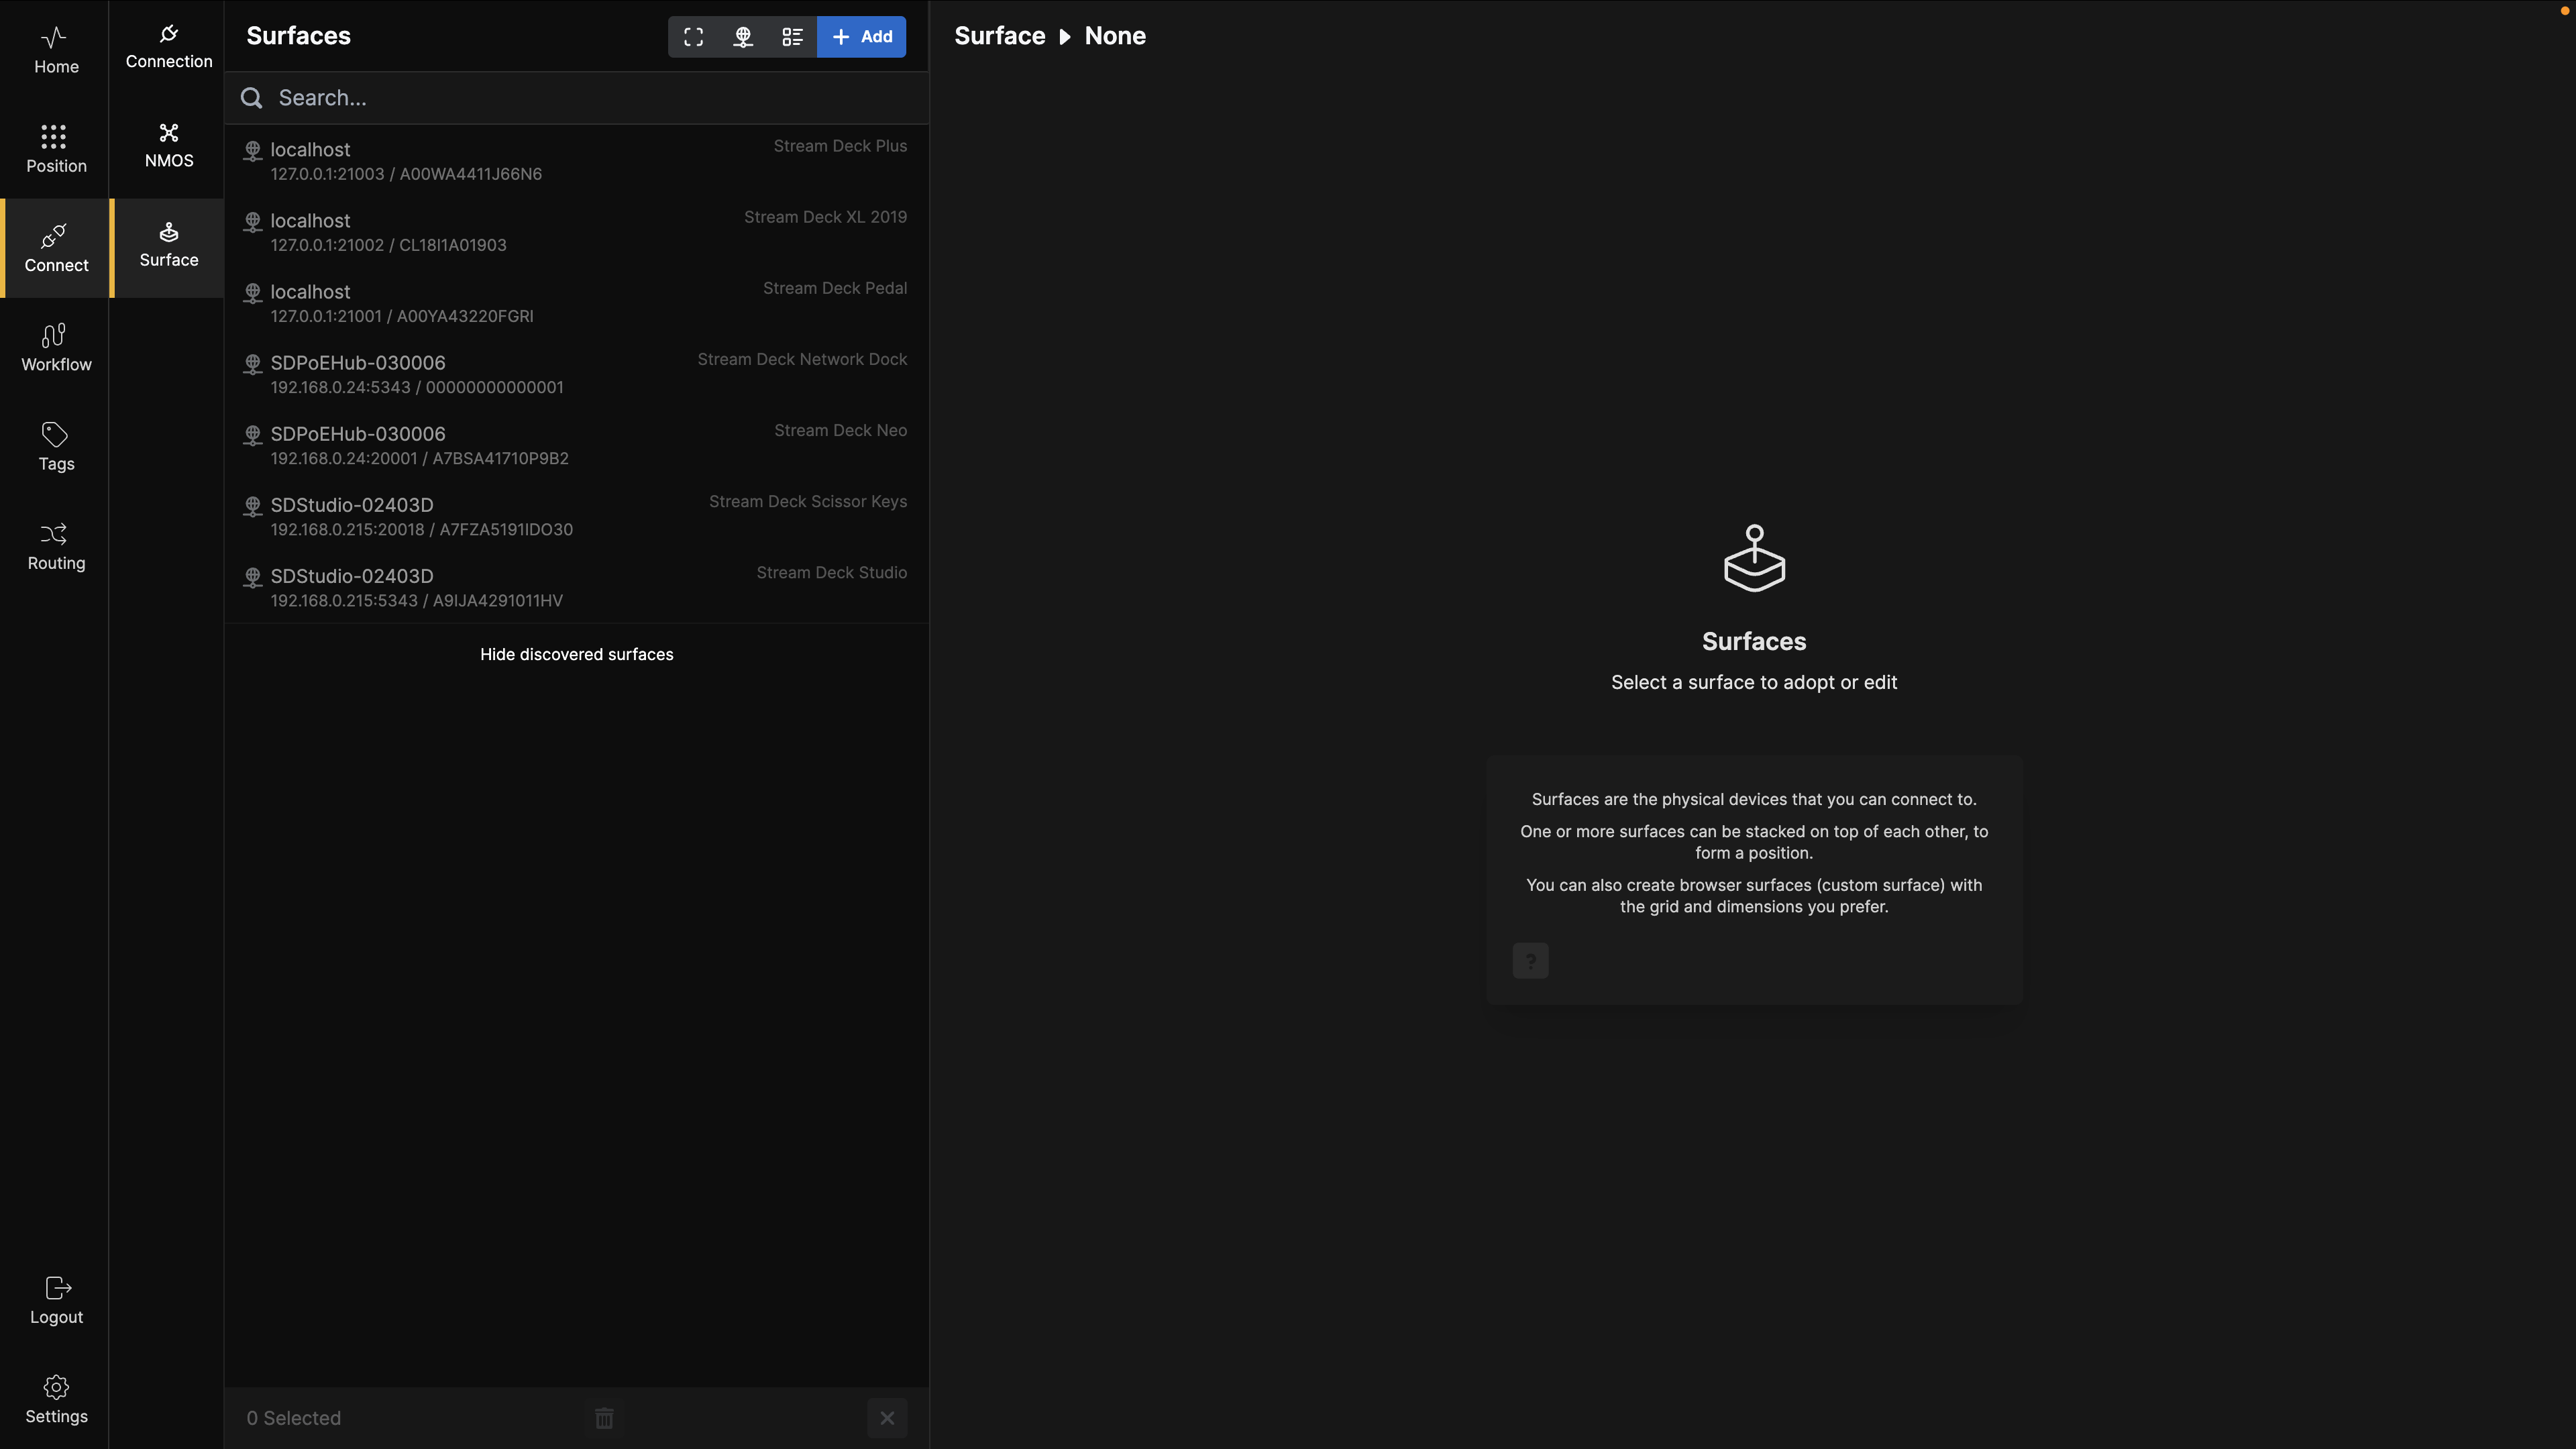 Home
Position
Connect
Workflow
Tags
Routing
Logout
Settings
Connection
NMOS
Surface
Surfaces
Add
Search...
localhost
Stream Deck Plus
127.0.0.1:21003 / A00WA4411J66N6
localhost
Stream Deck XL 2019
127.0.0.1:21002 / CL18I1A01903
localhost
Stream Deck Pedal
127.0.0.1:21001 / A00YA43220FGRI
SDPoEHub-030006
Stream Deck Network Dock
192.168.0.24:5343 / 00000000000001
SDPoEHub-030006
Stream Deck Neo
192.168.0.24:20001 / A7BSA41710P9B2
SDStudio-02403D
Stream Deck Scissor Keys
192.168.0.215:20018 / A7FZA5191IDO30
SDStudio-02403D
Stream Deck Studio
192.168.0.215:5343 / A9IJA4291011HV
Hide discovered surfaces
0 Selected
Surface ▶ None
Surfaces
Select a surface to adopt or edit
Surfaces are the physical devices that you can connect to.
One or more surfaces can be stacked on top of each other, to
form a position.
You can also create browser surfaces (custom surface) with
the grid and dimensions you prefer.
?